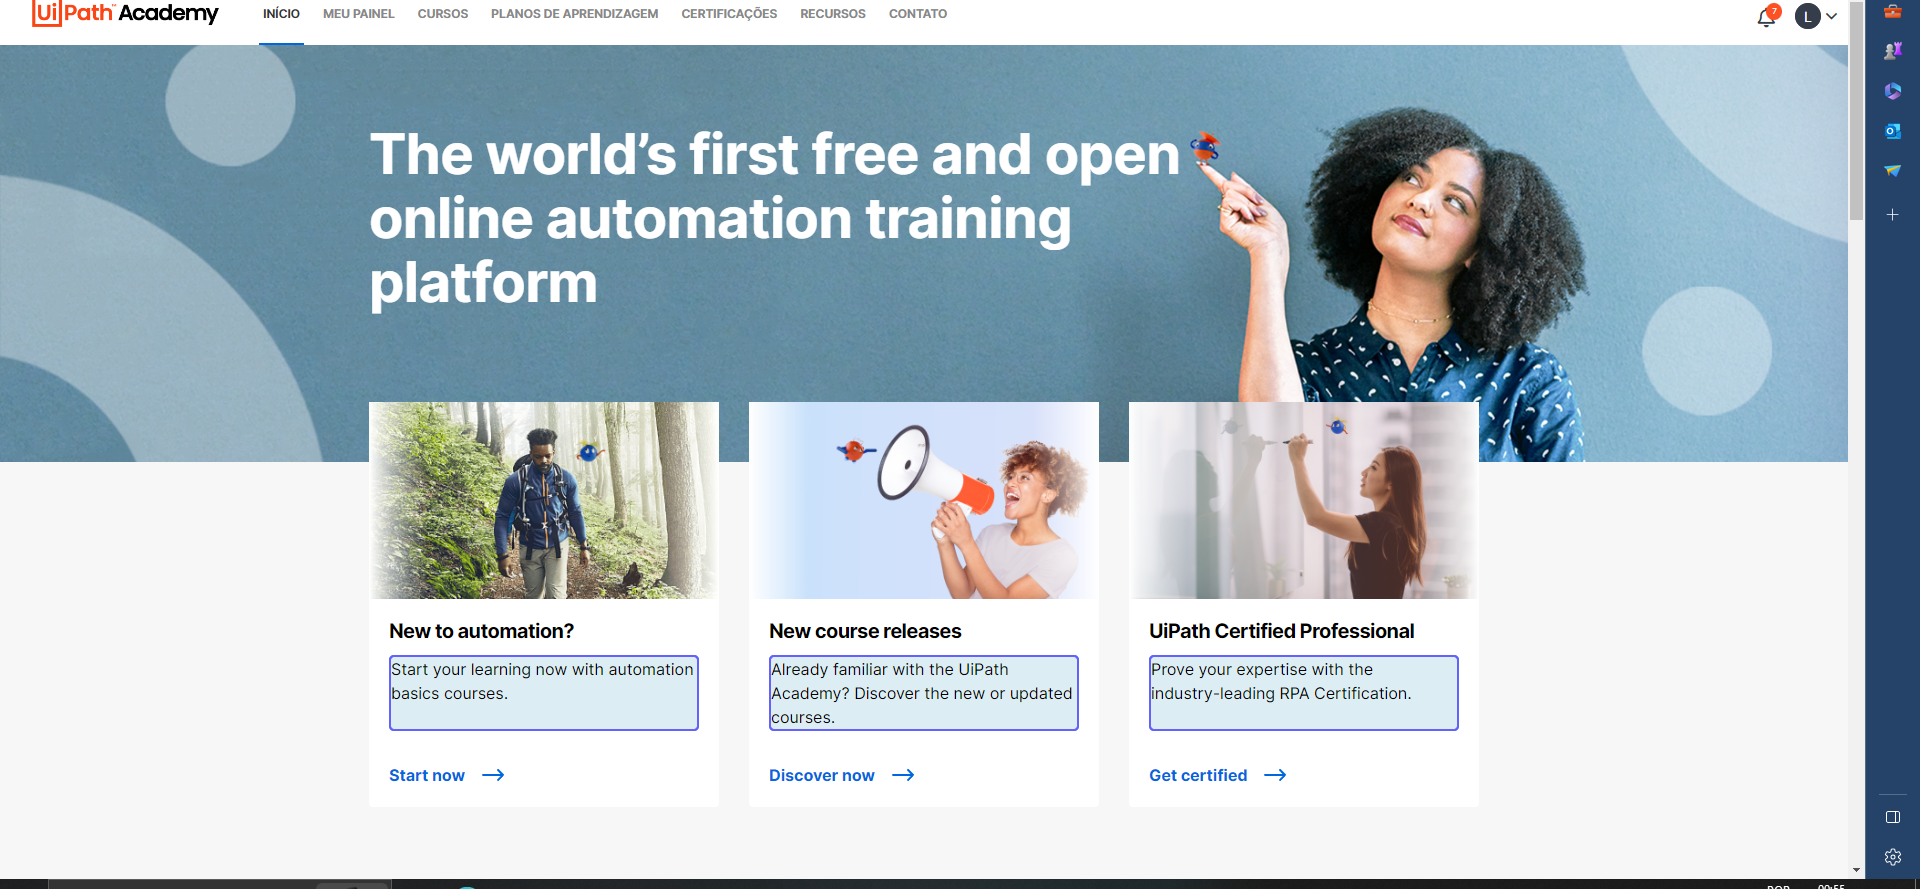 UiPath Academy
INÍCIO MEU PAINEL CURSOS PLANOS DE APRENDIZAGEM CERTIFICAÇÕES RECURSOS CONTATO
7
L
The world’s first free and open
online automation training
platform
New to automation?
Start your learning now with automation
basics courses.
Start now
New course releases
Already familiar with the UiPath
Academy? Discover the new or updated
courses.
Discover now
UiPath Certified Professional
Prove your expertise with the
industry-leading RPA Certification.
Get certified